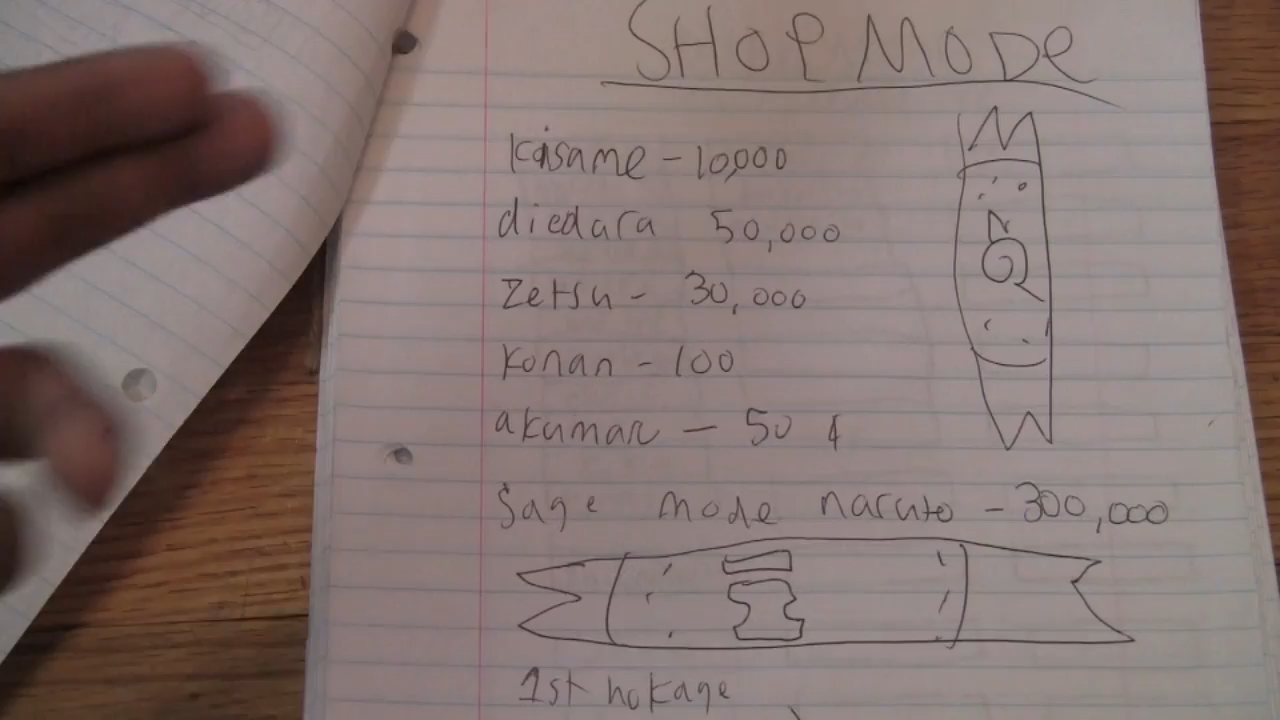 SHOP MODE
Kisame - 10,000
diedara 50,000
Zetsu - 30,000
Konan - 100
akumar - 50 ¢
Sage mode naruto - 300,000
1st hokage